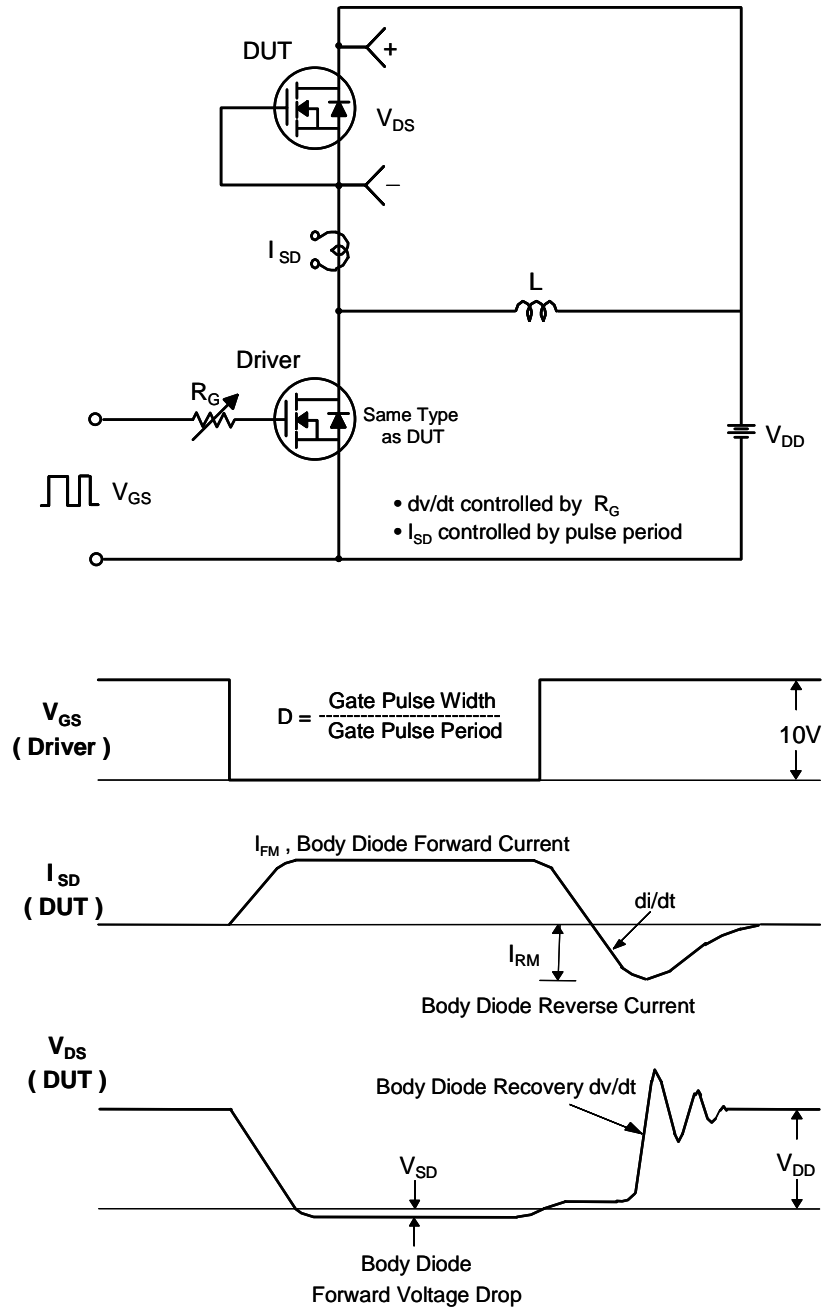 DUT
+
V_DS
−
I_SD
L
Driver
R_G
Same Type
as DUT
V_DD
V_GS
• dv/dt controlled by R_G
• I_SD controlled by pulse period
V_GS
( Driver )
D = Gate Pulse Width
Gate Pulse Period
10V
I_FM , Body Diode Forward Current
I_SD
( DUT )
di/dt
I_RM
Body Diode Reverse Current
V_DS
( DUT )
Body Diode Recovery dv/dt
V_SD
V_DD
Body Diode
Forward Voltage Drop